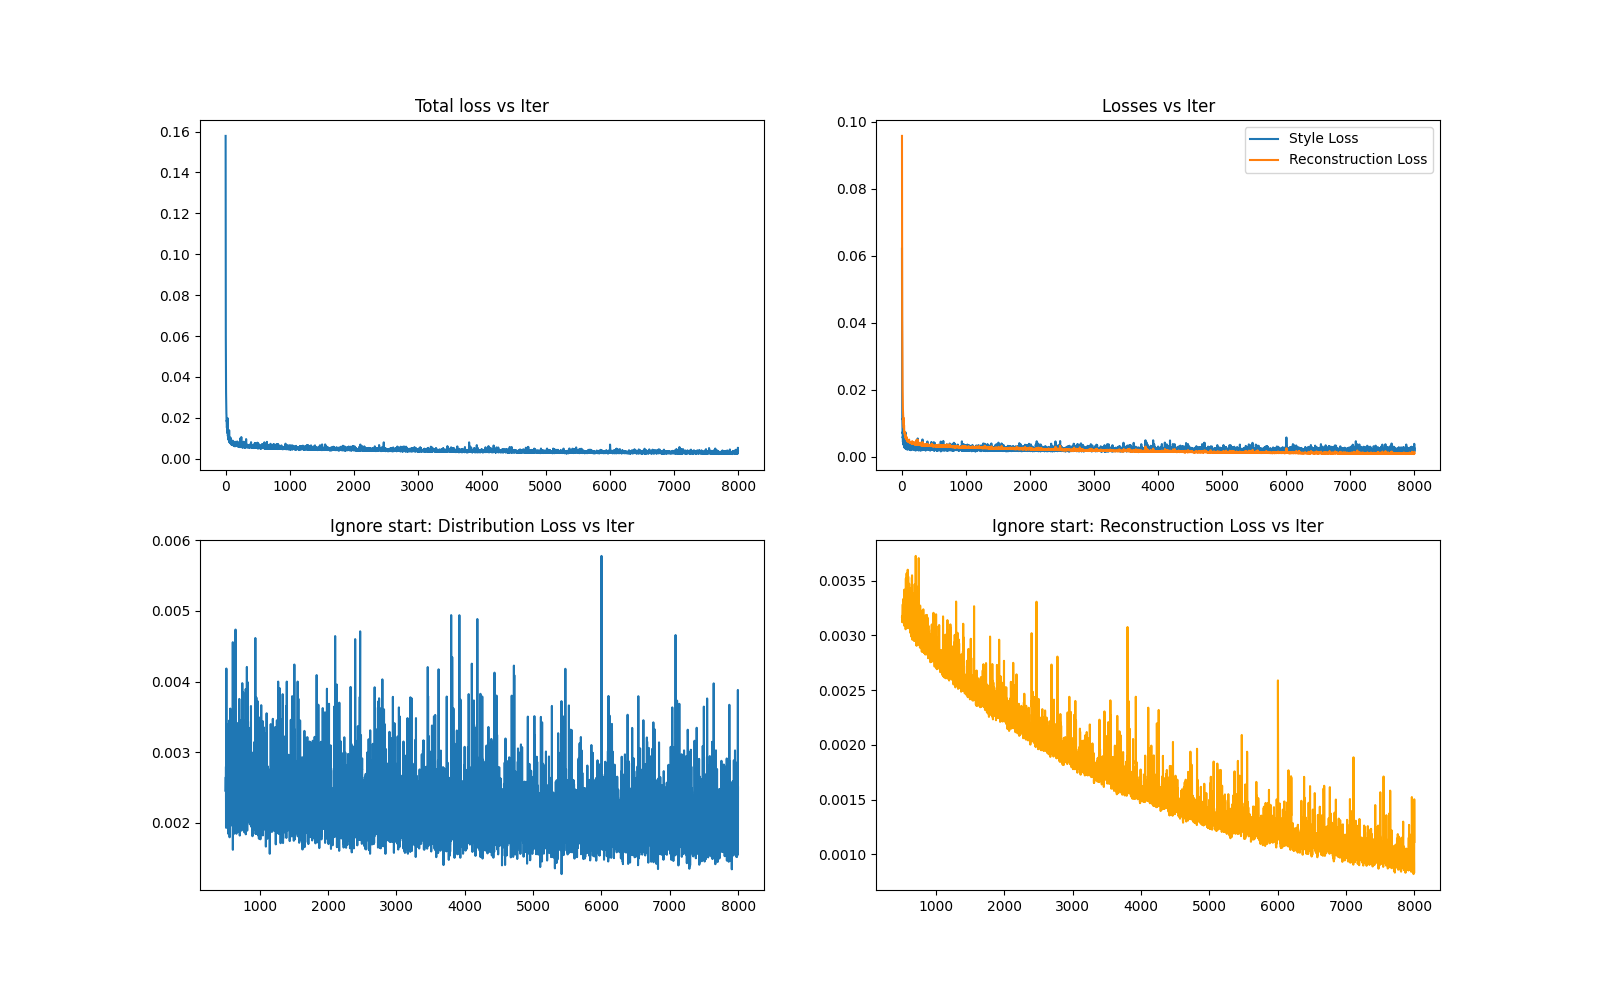 Total loss vs Iter
0.16
0.14
0.12
0.10
0.08
0.06
0.04
0.02
0.00
0 1000 2000 3000 4000 5000 6000 7000 8000
Losses vs Iter
Style Loss
Reconstruction Loss
0.10
0.08
0.06
0.04
0.02
0.00
0 1000 2000 3000 4000 5000 6000 7000 8000
Ignore start: Distribution Loss vs Iter
0.006
0.005
0.004
0.003
0.002
1000 2000 3000 4000 5000 6000 7000 8000
Ignore start: Reconstruction Loss vs Iter
0.0035
0.0030
0.0025
0.0020
0.0015
0.0010
1000 2000 3000 4000 5000 6000 7000 8000